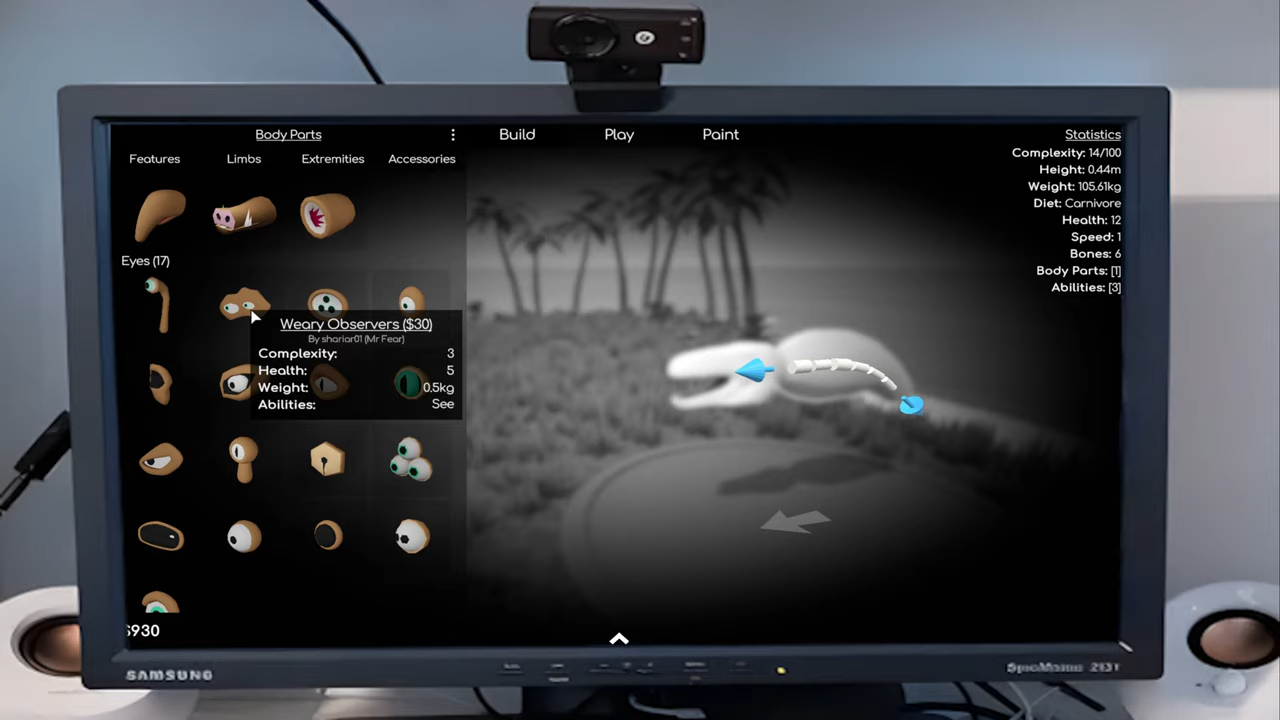 Body Parts
Build
Play
Paint
Statistics
Features
Limbs
Extremities
Accessories
Complexity: 14/100
Height: 0.44m
Weight: 105.61kg
Diet: Carnivore
Health: 12
Speed: 1
Bones: 6
Body Parts: [1]
Abilities: [3]
Eyes (17)
Weary Observers ($30)
By shariar01 (Mr Fear)
Complexity: 3
Health: 5
Weight: 0.5kg
Abilities: See
$930
SAMSUNG